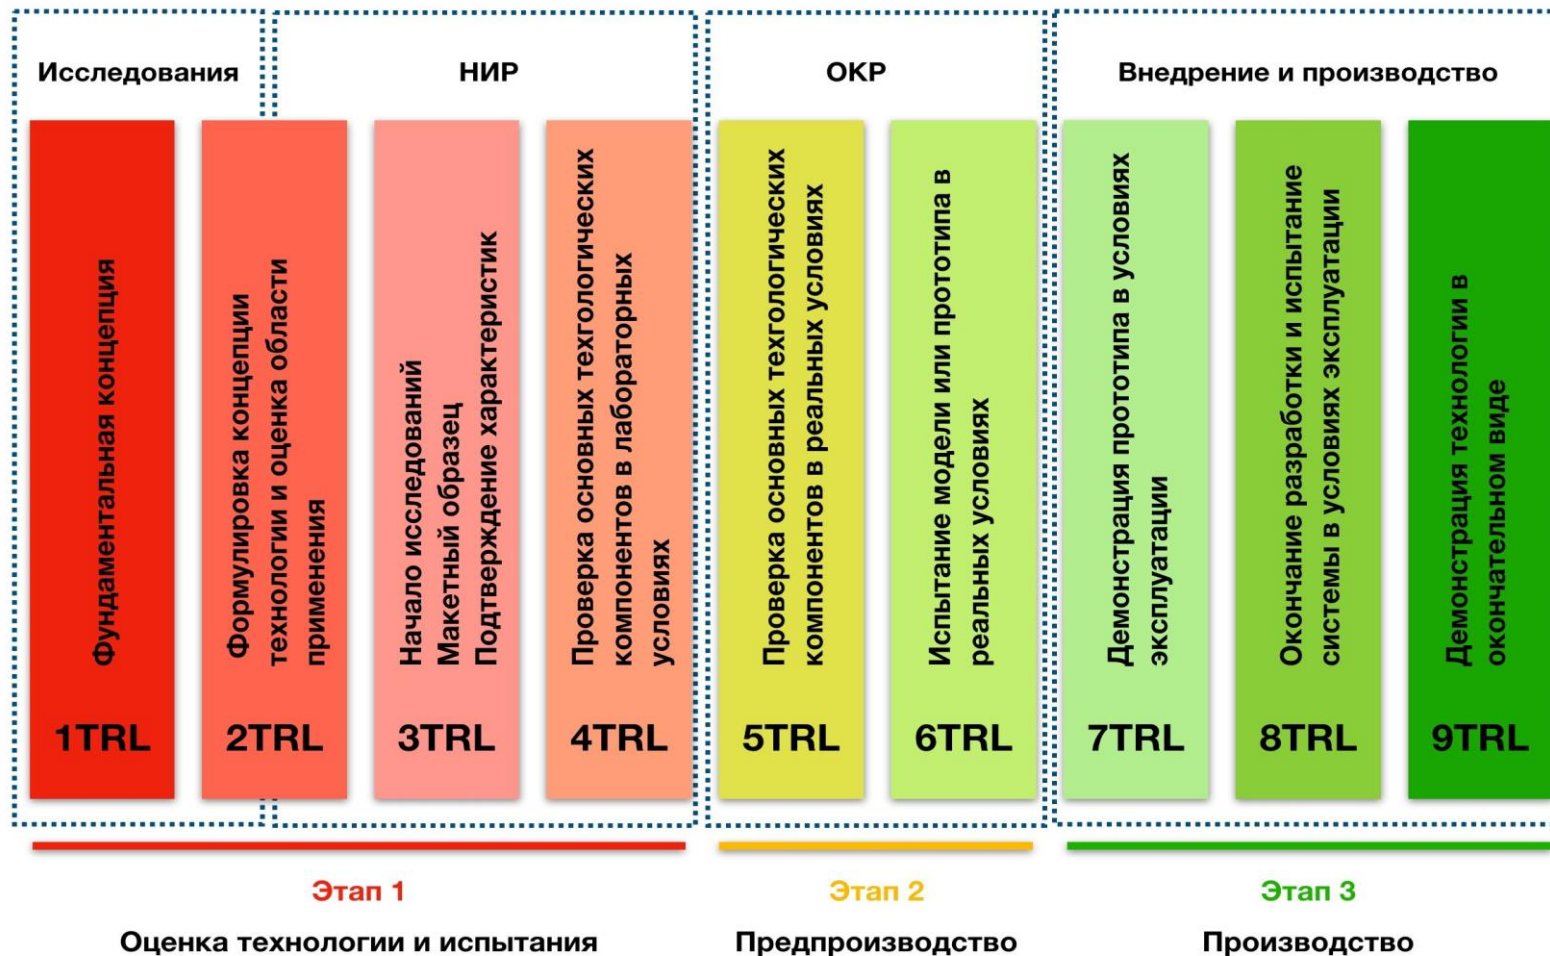 Исследования
НИР
ОКР
Внедрение и производство
Фундаментальная концепция
1TRL
Формулировка концепции
технологии и оценка области
применения
2TRL
Начало исследований
Макетный образец
Подтверждение характеристик
3TRL
Проверка основных техгологических
компонентов в лабораторных
условиях
4TRL
Проверка основных техгологических
компонентов в реальных условиях
5TRL
Испытание модели или прототипа в
реальных условиях
6TRL
Демонстрация прототипа в условиях
эксплуатации
7TRL
Окончание разработки и испытание
системы в условиях эксплуатации
8TRL
Демонстрация технологии в
окончательном виде
9TRL
Этап 1
Оценка технологии и испытания
Этап 2
Предпроизводство
Этап 3
Производство